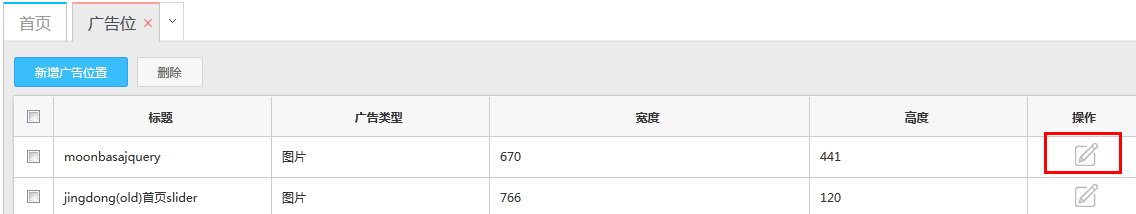 首页 广告位 ×
新增广告位置 删除
标题 广告类型 宽度 高度 操作
moonbasajquery 图片 670 441
jingdong(old)首页slider 图片 766 120